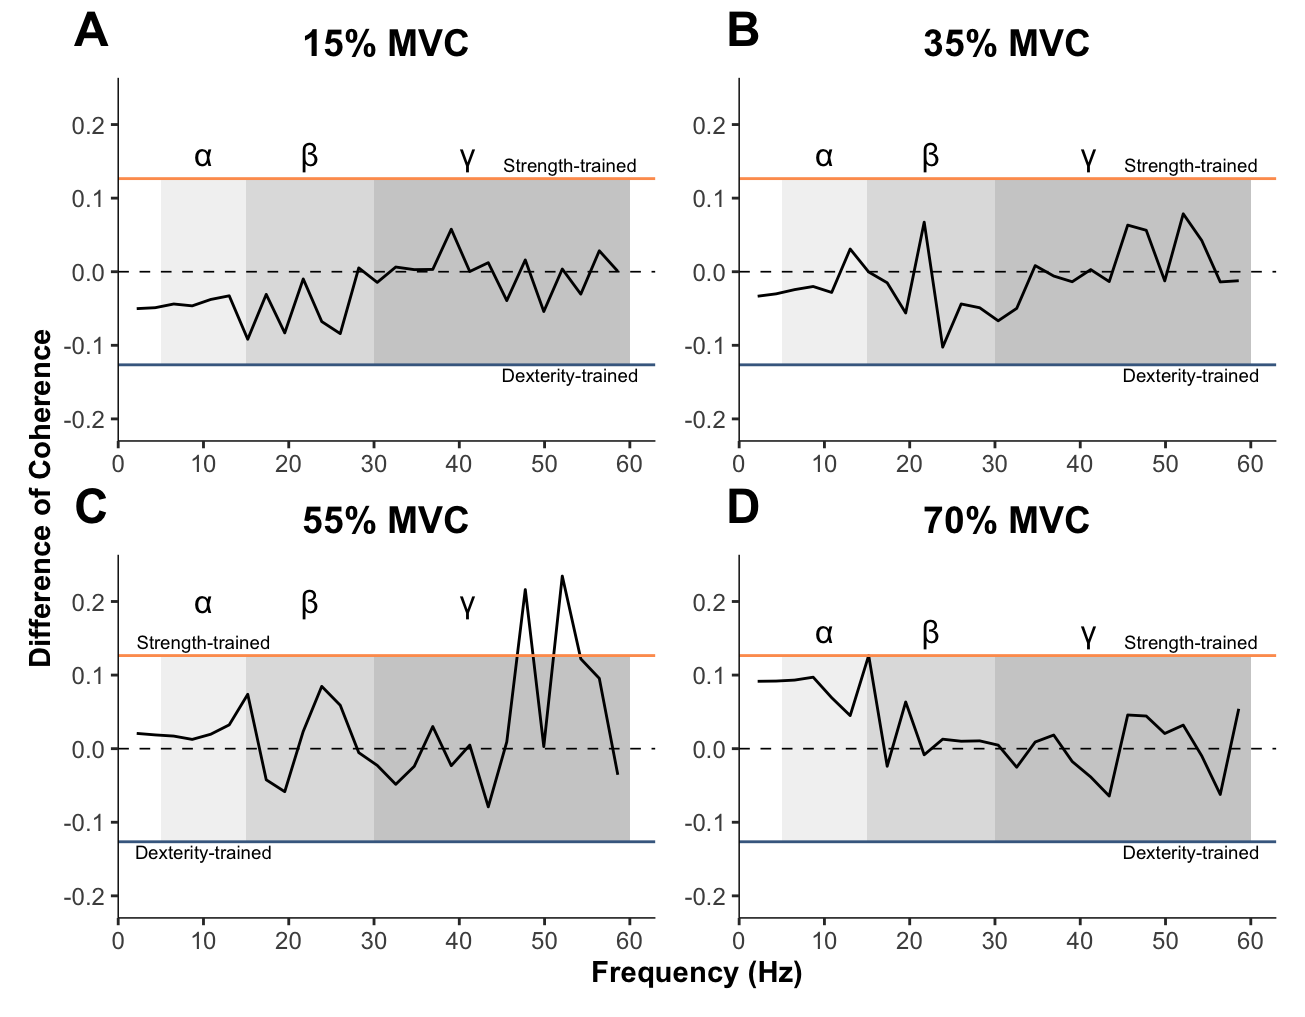 A
15% MVC
0.2
0.1
0.0
-0.1
-0.2
α
β
γ
Strength-trained
Dexterity-trained
0 10 20 30 40 50 60
B
35% MVC
0.2
0.1
0.0
-0.1
-0.2
α
β
γ
Strength-trained
Dexterity-trained
0 10 20 30 40 50 60
Difference of Coherence
C
55% MVC
0.2
0.1
0.0
-0.1
-0.2
α
β
γ
Strength-trained
Dexterity-trained
0 10 20 30 40 50 60
D
70% MVC
0.2
0.1
0.0
-0.1
-0.2
α
β
γ
Strength-trained
Dexterity-trained
0 10 20 30 40 50 60
Frequency (Hz)